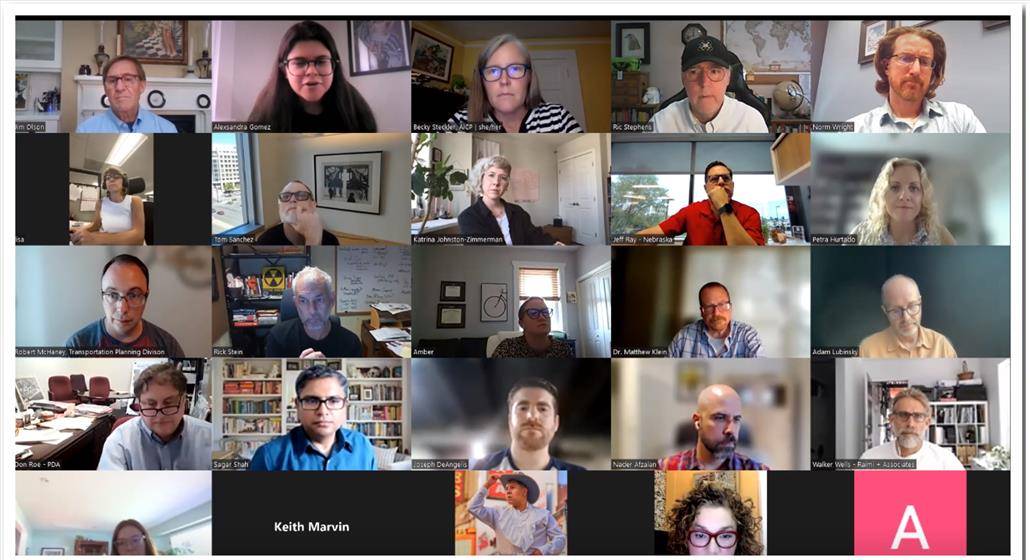 Jim Olson
Alexsandra Gomez
Becky Steckler, AICP | she/her
Ric Stephens
Norm Wright
Lisa
Tom Sanchez
Katrina Johnston-Zimmerman
Jeff Ray - Nebraska
Petra Hurtado
Robert McHaney, Transportation Planning Divison
Rick Stein
Amber
Dr. Matthew Klein
Adam Lubinsky
Don Roe - PDA
Sagar Shah
Joseph DeAngelis
Nader Afzalan
Walker Wells - Raimi + Associates
Keith Marvin
A